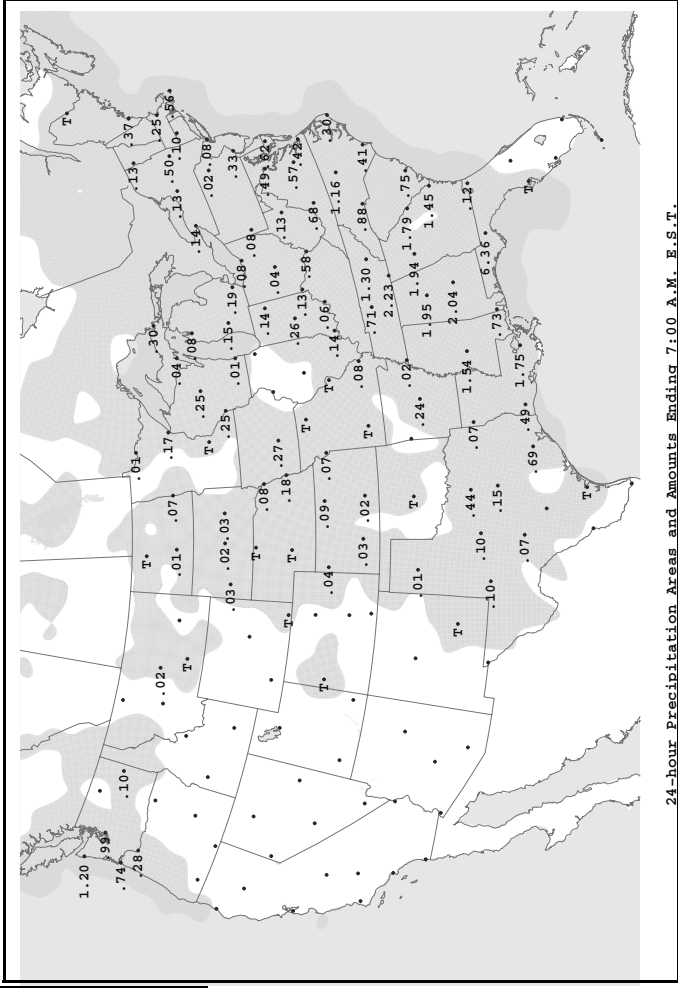 T
1.20
.99
.74
.10 .37
.28 .01 .13
T
.02 .30 .25
.01 .07 .17 .04 .50 .56
.13 .10
T .08 .14
.25
T .02 .08
.02 .03 .25 .15
.03 .01 .19 .33
.08 .08
T .08 .14 .49 .62
.04
.27 .13
T T .18 .26 .57 .42
T .13 .58
.68
T .04 .09 .07 T .06 .30
.14 1.16
.03 .02 T .08 1.30 .88 .41
.71
2.23
.02 1.79 .75
.01 T .24 1.94
1.95 1.45
2.04
T 1.54 .12
.44 .07
.10 6.36
.10 .15 .73
.07 .49 1.75 T
.69
T
24-hour Precipitation Areas and Amounts Ending 7:00 A.M. E.S.T.